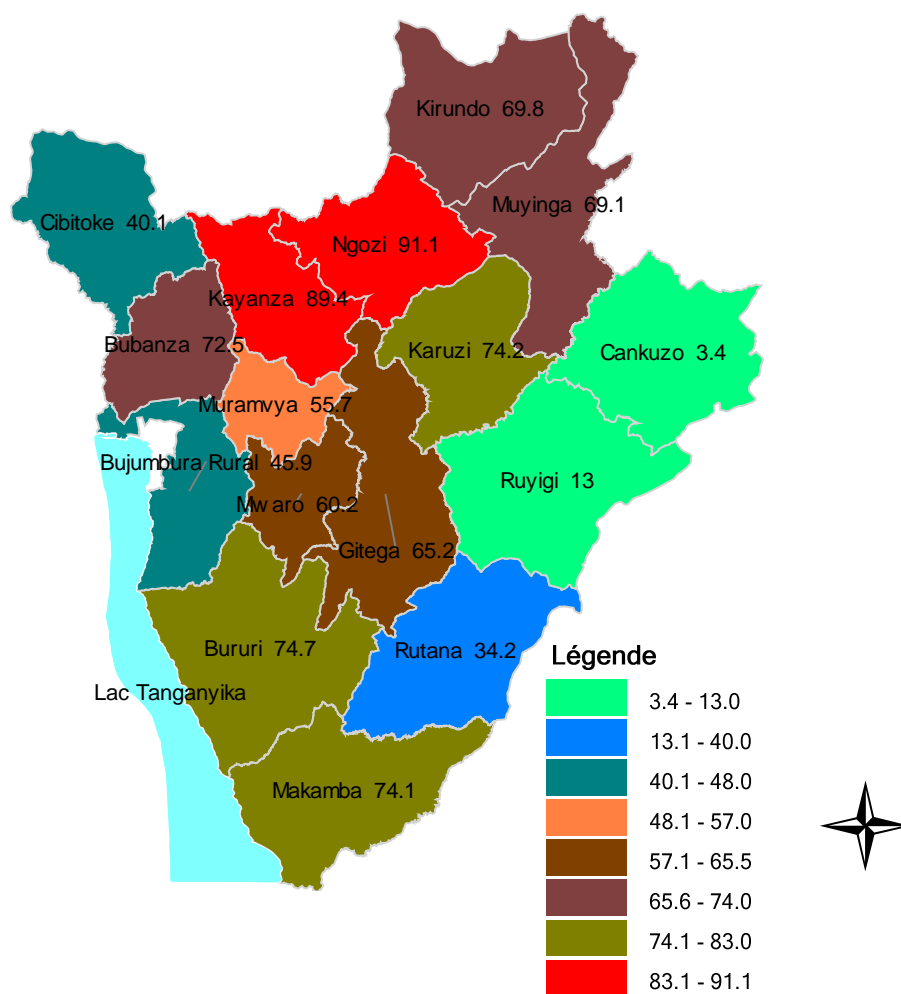 Kirundo 69.8
Muyinga 69.1
Cibitoke 40.1
Ngozi 91.1
Kayanza 89.4
Bubanza 72.5
Karuzi 74.2
Cankuzo 3.4
Muramvya 55.7
Bujumbura Rural 45.9
Ruyigi 13
Mwaro 60.2
Gitega 65.2
Bururi 74.7
Rutana 34.2
Lac Tanganyika
Makamba 74.1
Légende
3.4 - 13.0
13.1 - 40.0
40.1 - 48.0
48.1 - 57.0
57.1 - 65.5
65.6 - 74.0
74.1 - 83.0
83.1 - 91.1